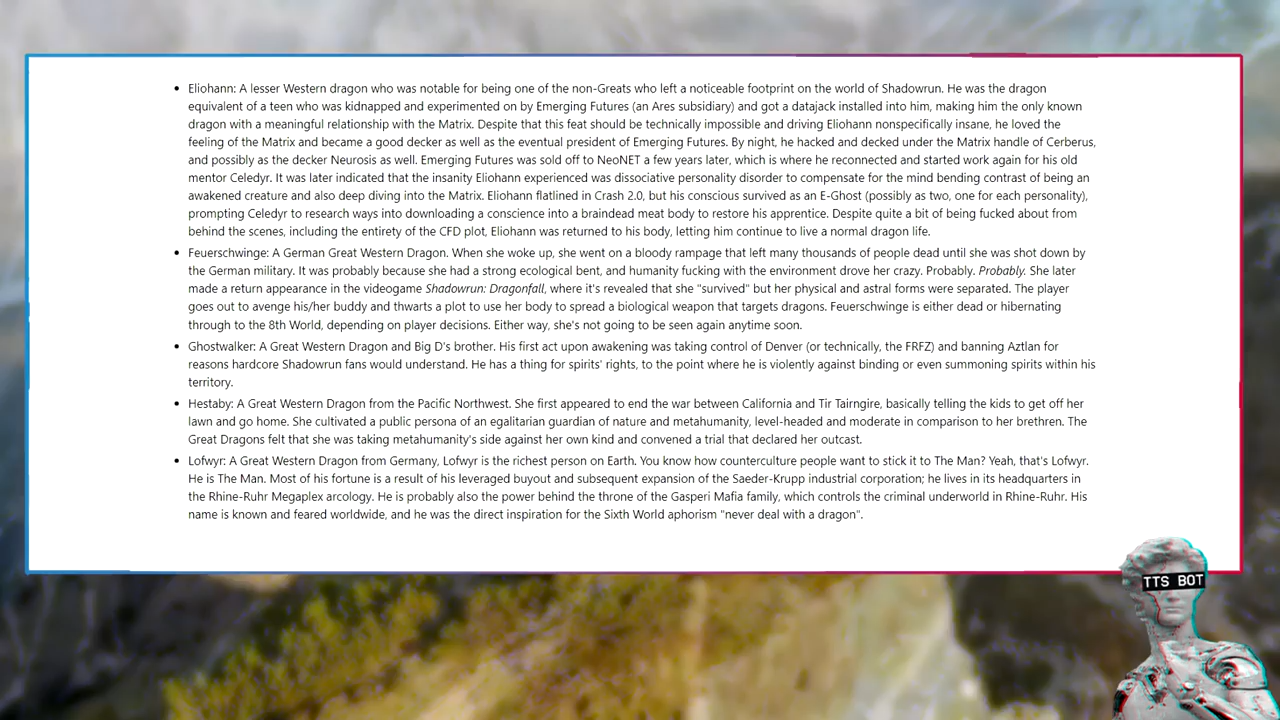 • Eliohann: A lesser Western dragon who was notable for being one of the non-Greats who left a noticeable footprint on the world of Shadowrun. He was the dragon
equivalent of a teen who was kidnapped and experimented on by Emerging Futures (an Ares subsidiary) and got a datajack installed into him, making him the only known
dragon with a meaningful relationship with the Matrix. Despite that this feat should be technically impossible and driving Eliohann nonspecifically insane, he loved the
feeling of the Matrix and became a good decker as well as the eventual president of Emerging Futures. By night, he hacked and decked under the Matrix handle of Cerberus,
and possibly as the decker Neurosis as well. Emerging Futures was sold off to NeoNET a few years later, which is where he reconnected and started work again for his old
mentor Celedyr. It was later indicated that the insanity Eliohann experienced was dissociative personality disorder to compensate for the mind bending contrast of being an
awakened creature and also deep diving into the Matrix. Eliohann flatlined in Crash 2.0, but his conscious survived as an E-Ghost (possibly as two, one for each personality),
prompting Celedyr to research ways into downloading a conscience into a braindead meat body to restore his apprentice. Despite quite a bit of being fucked about from
behind the scenes, including the entirety of the CFD plot, Eliohann was returned to his body, letting him continue to live a normal dragon life.
• Feuerschwinge: A German Great Western Dragon. When she woke up, she went on a bloody rampage that left many thousands of people dead until she was shot down by
the German military. It was probably because she had a strong ecological bent, and humanity fucking with the environment drove her crazy. Probably. Probably. She later
made a return appearance in the videogame Shadowrun: Dragonfall, where it's revealed that she "survived" but her physical and astral forms were separated. The player
goes out to avenge his/her buddy and thwarts a plot to use her body to spread a biological weapon that targets dragons. Feuerschwinge is either dead or hibernating
through to the 8th World, depending on player decisions. Either way, she's not going to be seen again anytime soon.
• Ghostwalker: A Great Western Dragon and Big D's brother. His first act upon awakening was taking control of Denver (or technically, the FRFZ) and banning Aztlan for
reasons hardcore Shadowrun fans would understand. He has a thing for spirits' rights, to the point where he is violently against binding or even summoning spirits within his
territory.
• Hestaby: A Great Western Dragon from the Pacific Northwest. She first appeared to end the war between California and Tir Tairngire, basically telling the kids to get off her
lawn and go home. She cultivated a public persona of an egalitarian guardian of nature and metahumanity, level-headed and moderate in comparison to her brethren. The
Great Dragons felt that she was taking metahumanity's side against her own kind and convened a trial that declared her outcast.
• Lofwyr: A Great Western Dragon from Germany, Lofwyr is the richest person on Earth. You know how counterculture people want to stick it to The Man? Yeah, that's Lofwyr.
He is The Man. Most of his fortune is a result of his leveraged buyout and subsequent expansion of the Saeder-Krupp industrial corporation; he lives in its headquarters in
the Rhine-Ruhr Megaplex arcology. He is probably also the power behind the throne of the Gasperi Mafia family, which controls the criminal underworld in Rhine-Ruhr. His
name is known and feared worldwide, and he was the direct inspiration for the Sixth World aphorism "never deal with a dragon".
TTS BOT